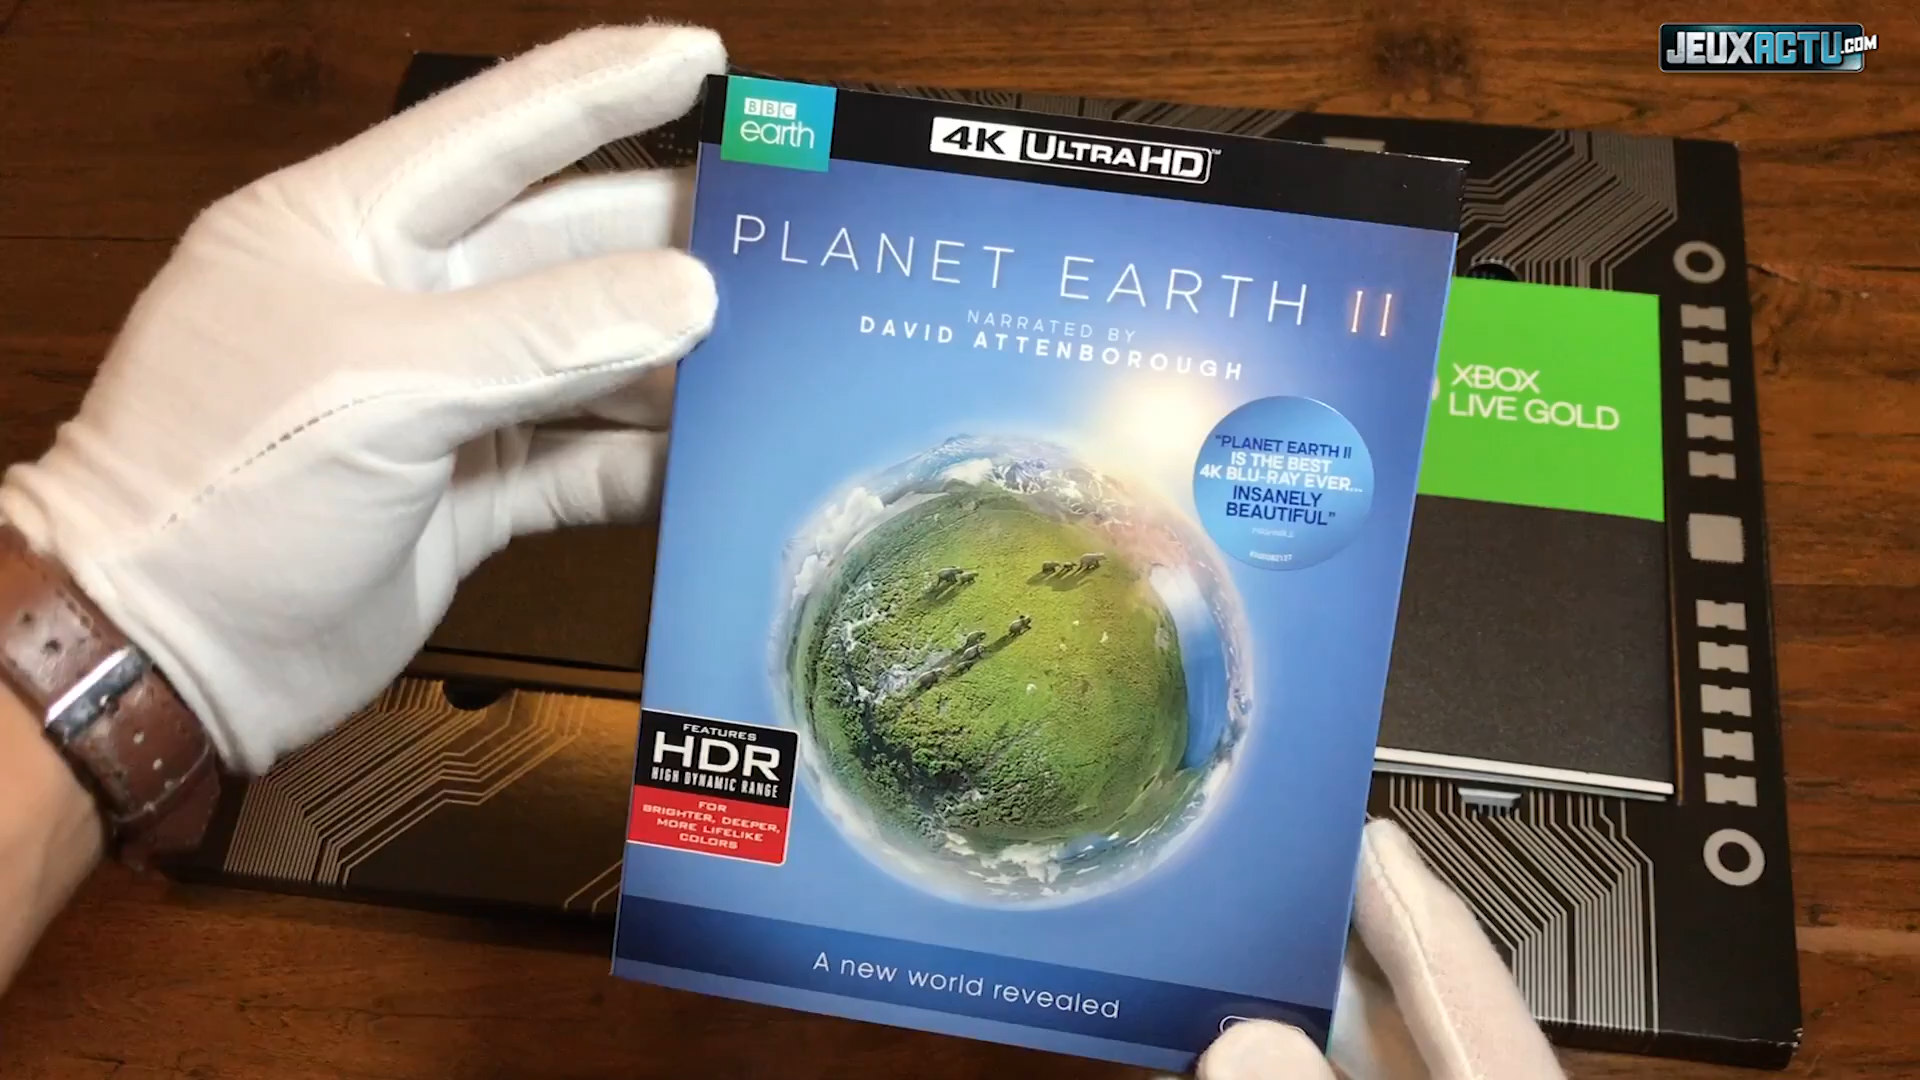 JEUXACTU.COM
BBC
earth
4K ULTRA HD™
PLANET EARTH II
NARRATED BY
DAVID ATTENBOROUGH
"PLANET EARTH II
IS THE BEST
4K BLU-RAY EVER...
INSANELY
BEAUTIFUL"
XBOX
LIVE GOLD
FEATURES
HDR
HIGH DYNAMIC RANGE
FOR
BRIGHTER, DEEPER,
MORE LIFELIKE
COLORS
A new world revealed